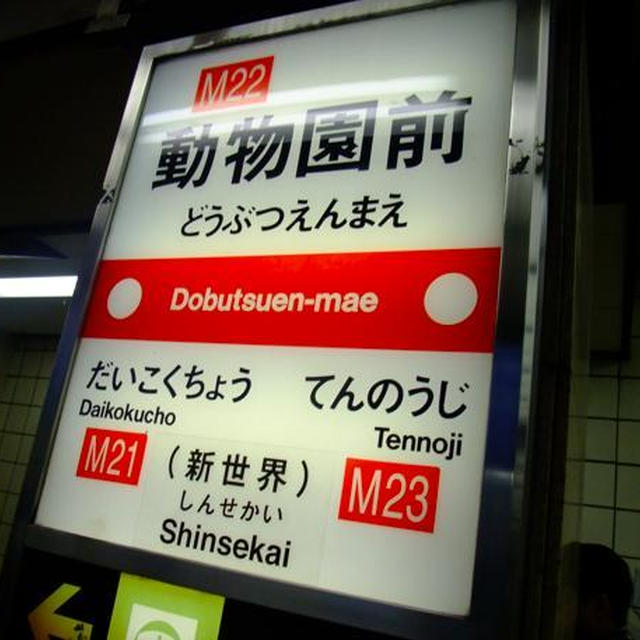 M22
動物園前
どうぶつえんまえ
Dobutsuen-mae
だいこくちょう てんのうじ
Daikokucho Tennoji
M21 (新世界) M23
しんせかい
Shinsekai